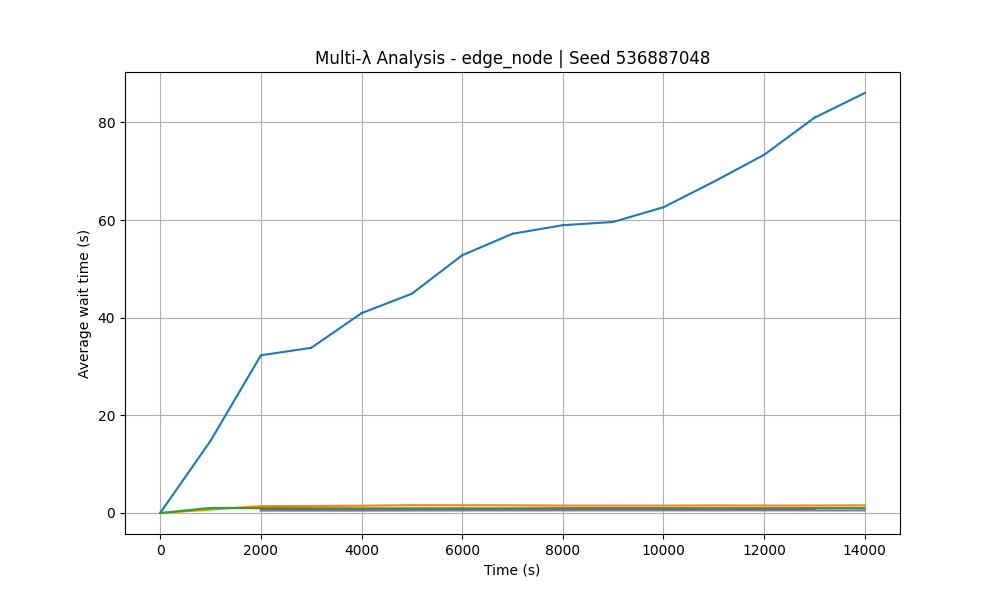 Multi-λ Analysis - edge_node | Seed 536887048
Average wait time (s)
80
60
40
20
0
0 2000 4000 6000 8000 10000 12000 14000
Time (s)